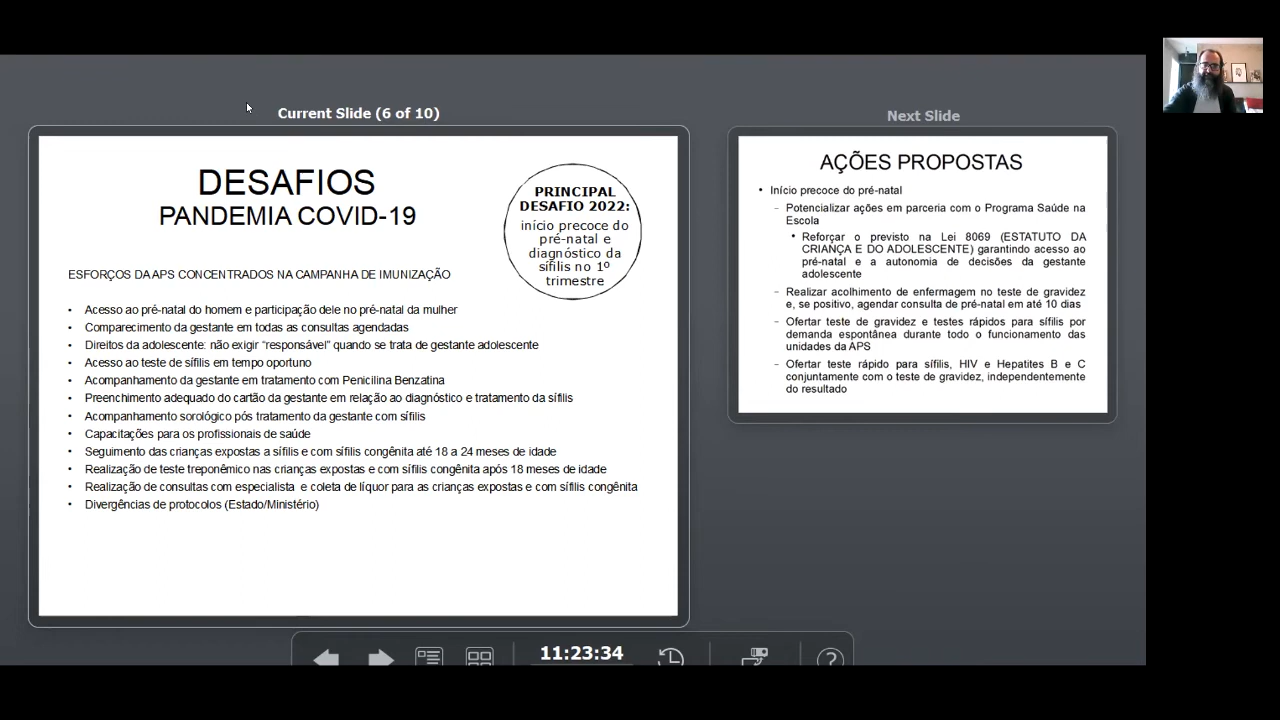 Current Slide (6 of 10)
DESAFIOS
PANDEMIA COVID-19
PRINCIPAL
DESAFIO 2022:
início precoce do
pré-natal e
diagnóstico da
sífilis no 1º
trimestre
ESFORÇOS DA APS CONCENTRADOS NA CAMPANHA DE IMUNIZAÇÃO
• Acesso ao pré-natal do homem e participação dele no pré-natal da mulher
• Comparecimento da gestante em todas as consultas agendadas
• Direitos da adolescente: não exigir “responsável” quando se trata de gestante adolescente
• Acesso ao teste de sífilis em tempo oportuno
• Acompanhamento da gestante em tratamento com Penicilina Benzatina
• Preenchimento adequado do cartão da gestante em relação ao diagnóstico e tratamento da sífilis
• Acompanhamento sorológico pós tratamento da gestante com sífilis
• Capacitações para os profissionais de saúde
• Seguimento das crianças expostas a sífilis e com sífilis congênita até 18 a 24 meses de idade
• Realização de teste treponêmico nas crianças expostas e com sífilis congênita após 18 meses de idade
• Realização de consultas com especialista e coleta de líquor para as crianças expostas e com sífilis congênita
• Divergências de protocolos (Estado/Ministério)
Next Slide
AÇÕES PROPOSTAS
• Início precoce do pré-natal
– Potencializar ações em parceria com o Programa Saúde na
Escola
• Reforçar o previsto na Lei 8069 (ESTATUTO DA
CRIANÇA E DO ADOLESCENTE) garantindo acesso ao
pré-natal e a autonomia de decisões da gestante
adolescente
– Realizar acolhimento de enfermagem no teste de gravidez
e, se positivo, agendar consulta de pré-natal em até 10 dias
– Ofertar teste de gravidez e testes rápidos para sífilis por
demanda espontânea durante todo o funcionamento das
unidades da APS
– Ofertar teste rápido para sífilis, HIV e Hepatites B e C
conjuntamente com o teste de gravidez, independentemente
do resultado
11:23:34
?